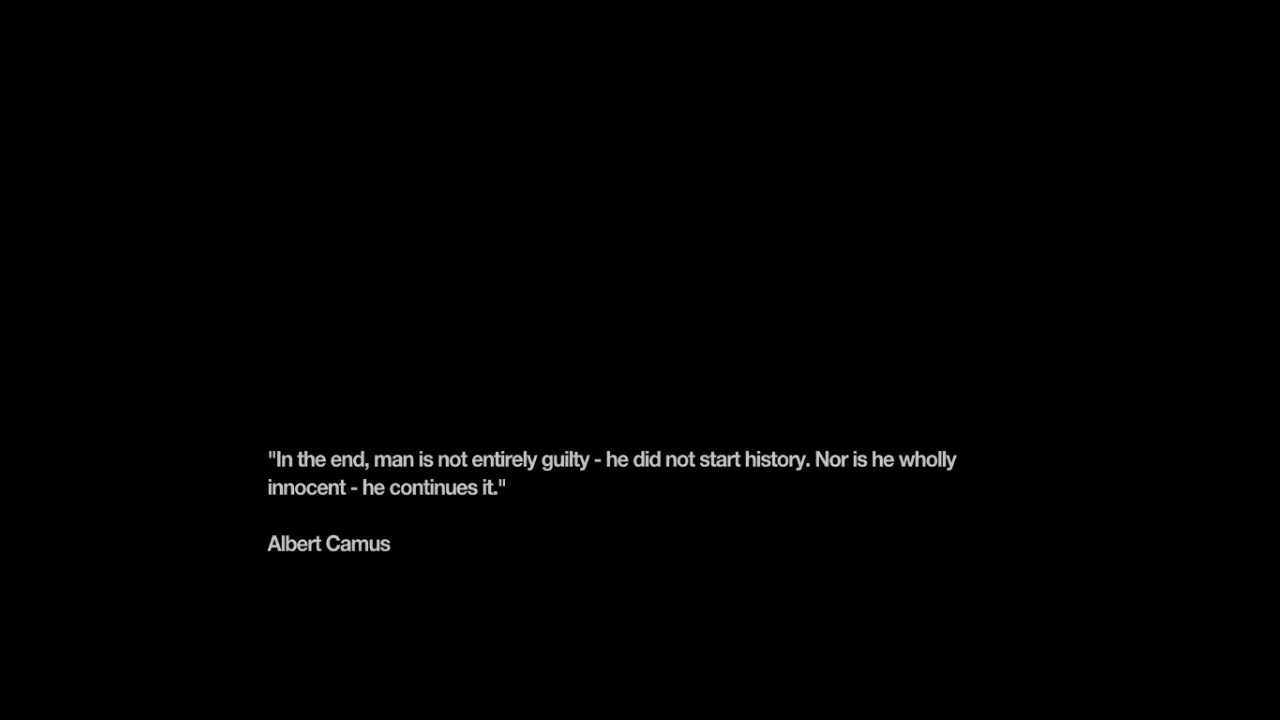 "In the end, man is not entirely guilty - he did not start history. Nor is he wholly
innocent - he continues it."
Albert Camus